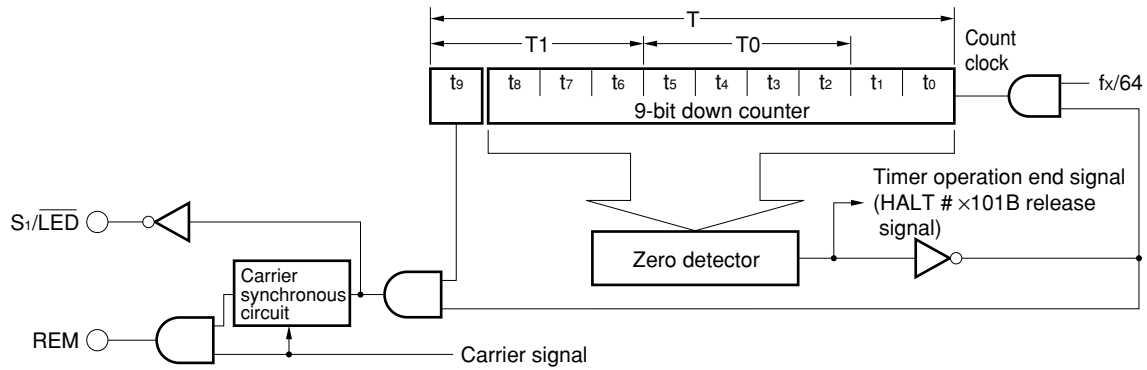 T
T1 T0
Count
clock
t9 t8 t7 t6 t5 t4 t3 t2 t1 t0
fX/64
9-bit down counter
Timer operation end signal
(HALT # ×101B release
signal)
S1/LED
Zero detector
Carrier
synchronous
circuit
REM
Carrier signal